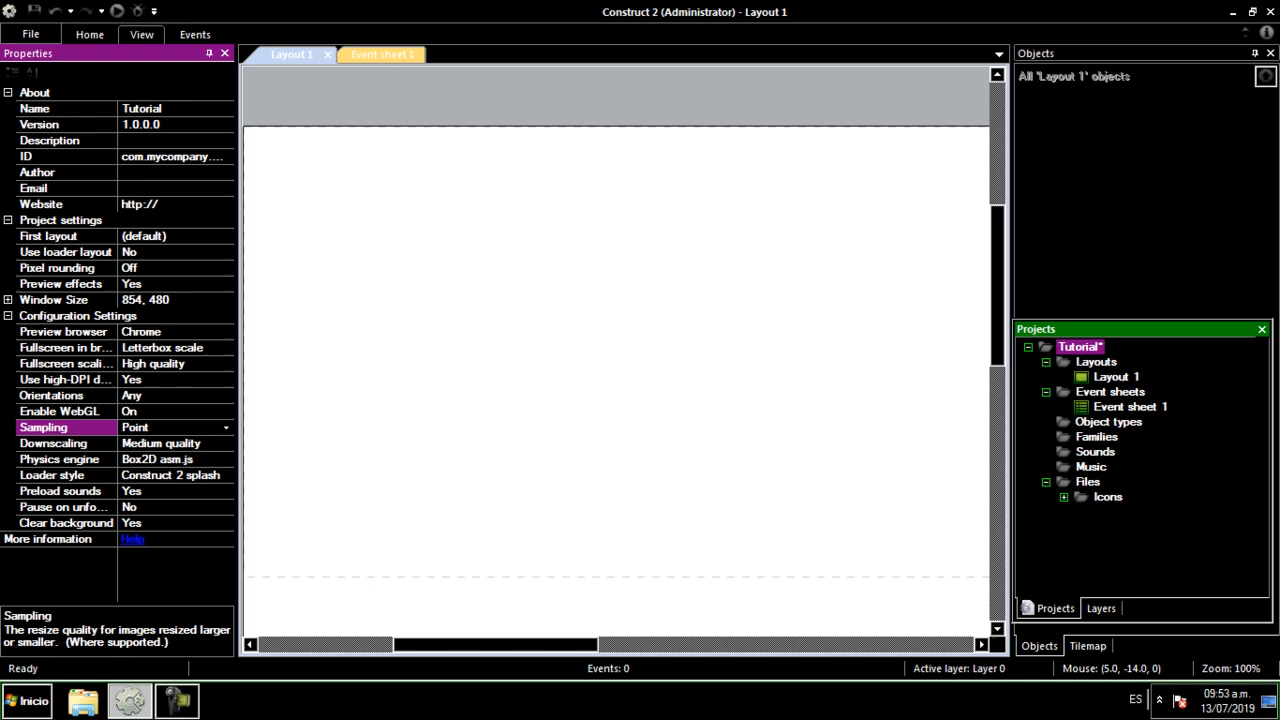 Construct 2 (Administrator) - Layout 1
File Home View Events
Properties
About
Name Tutorial
Version 1.0.0.0
Description
ID com.mycompany....
Author
Email
Website http://
Project settings
First layout (default)
Use loader layout No
Pixel rounding Off
Preview effects Yes
Window Size 854, 480
Configuration Settings
Preview browser Chrome
Fullscreen in br... Letterbox scale
Fullscreen scali... High quality
Use high-DPI d... Yes
Orientations Any
Enable WebGL On
Sampling Point
Downscaling Medium quality
Physics engine Box2D asm.js
Loader style Construct 2 splash
Preload sounds Yes
Pause on unfo... No
Clear background Yes
More information Help
Sampling
The resize quality for images resized larger
or smaller. (Where supported.)
Layout 1 Event sheet 1
Objects
All 'Layout 1' objects
Projects
Tutorial*
Layouts
Layout 1
Event sheets
Event sheet 1
Object types
Families
Sounds
Music
Files
Icons
Projects Layers
Objects Tilemap
Ready Events: 0 Active layer: Layer 0 Mouse: (5.0, -14.0, 0) Zoom: 100%
Inicio ES 09:53 a.m.
13/07/2019